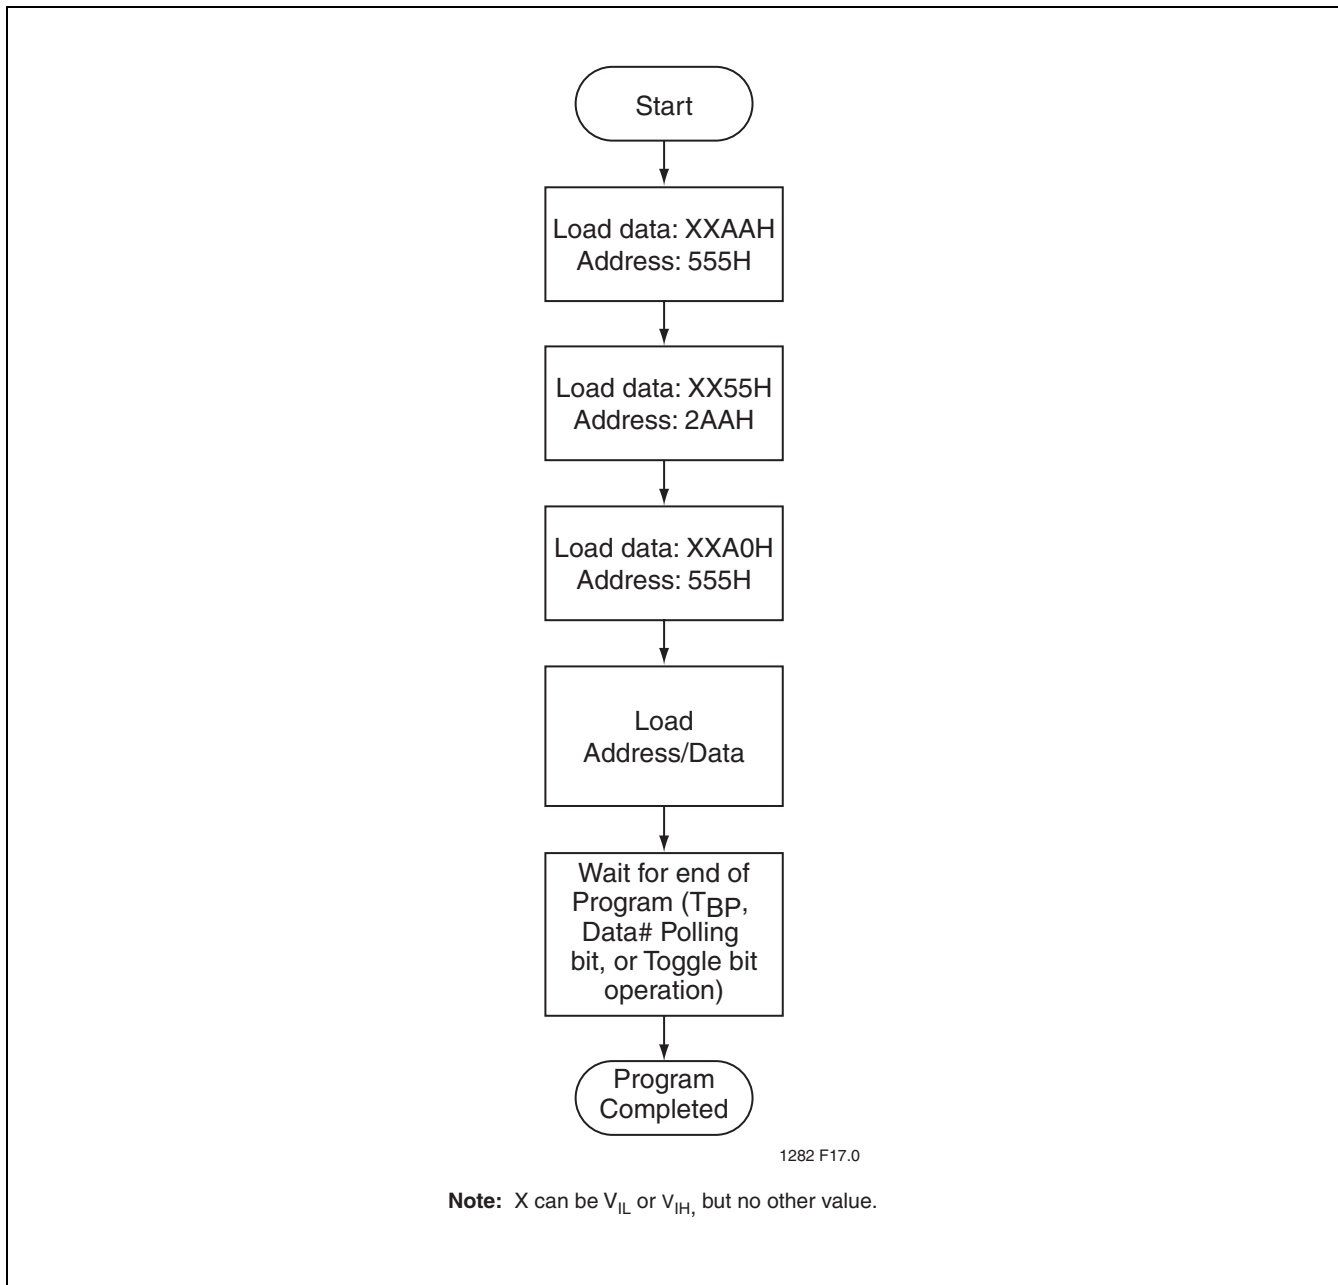 Start
Load data: XXAAH
Address: 555H
Load data: XX55H
Address: 2AAH
Load data: XXA0H
Address: 555H
Load
Address/Data
Wait for end of
Program (TBP,
Data# Polling
bit, or Toggle bit
operation)
Program
Completed
1282 F17.0
Note: X can be VIL or VIH, but no other value.